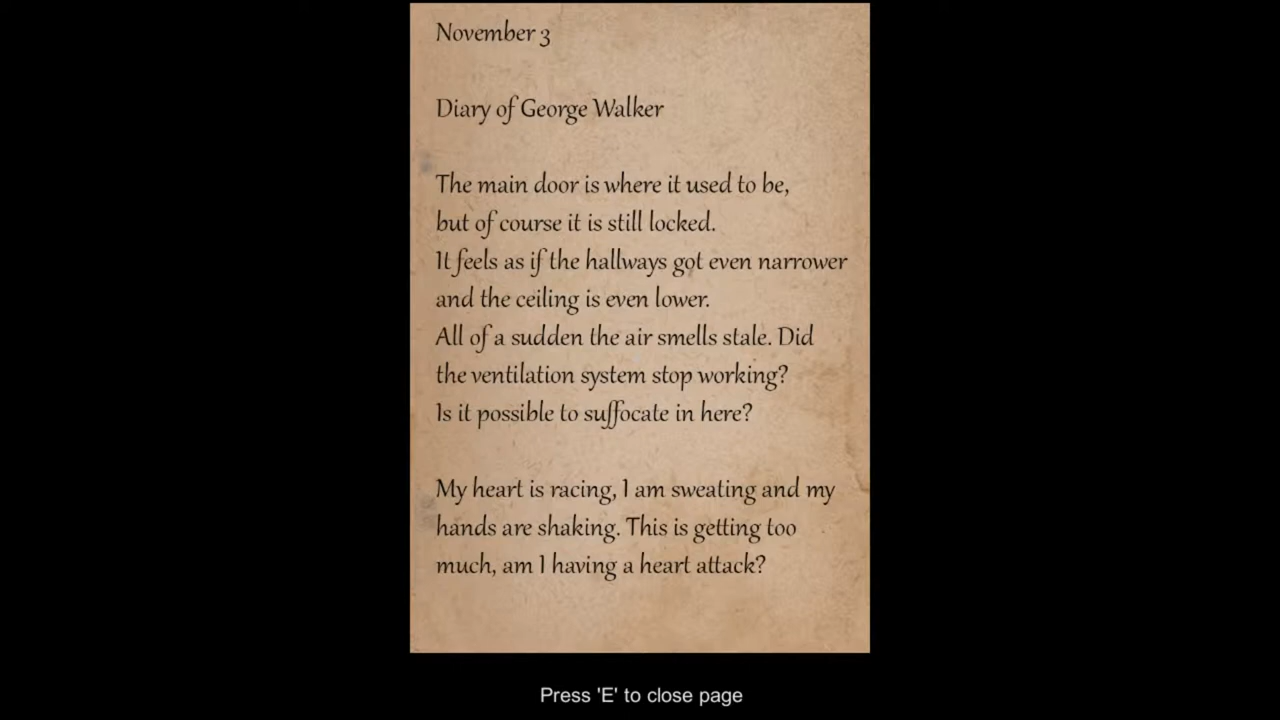 November 3
Diary of George Walker
The main door is where it used to be,
but of course it is still locked.
It feels as if the hallways got even narrower
and the ceiling is even lower.
All of a sudden the air smells stale. Did
the ventilation system stop working?
Is it possible to suffocate in here?
My heart is racing, I am sweating and my
hands are shaking. This is getting too
much, am I having a heart attack?
Press 'E' to close page